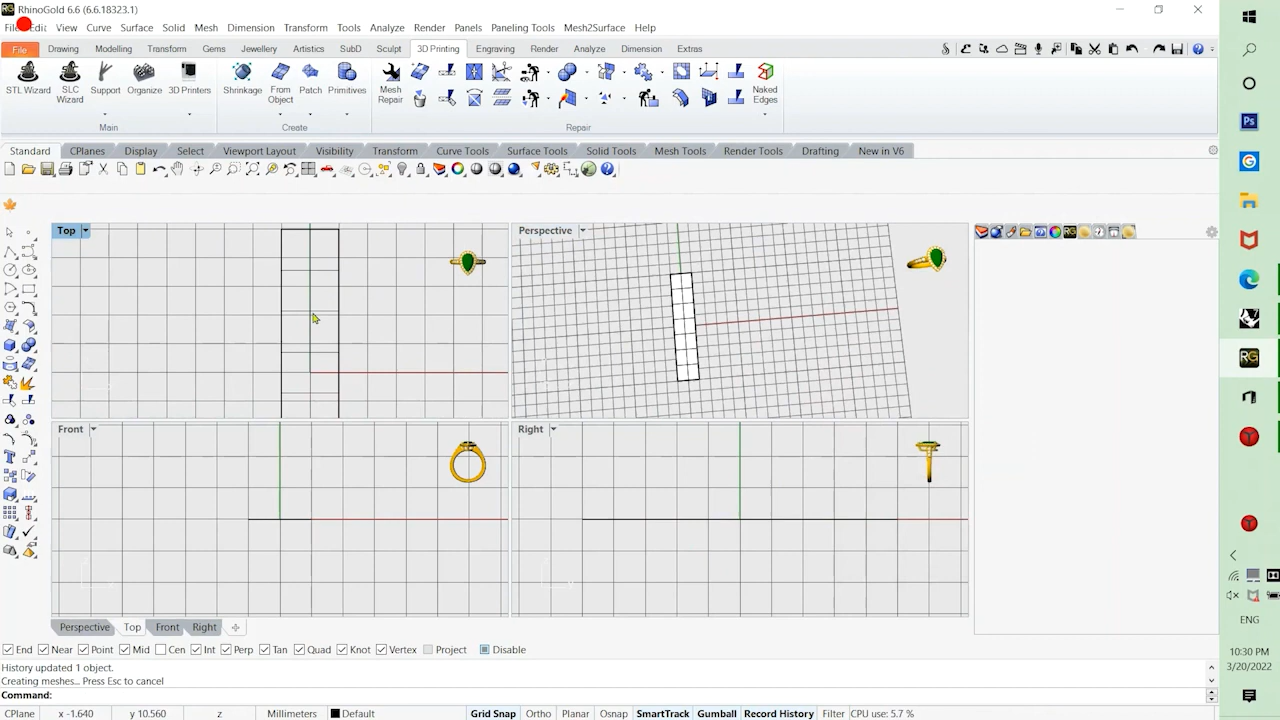 RG RhinoGold 6.6 (6.6.18323.1)
Edit View Curve Surface Solid Mesh Dimension Transform Tools Analyze Render Panels Paneling Tools Mesh2Surface Help
File Drawing Modelling Transform Gems Jewellery Artistics SubD Sculpt 3D Printing Engraving Render Analyze Dimension Extras
STL Wizard SLC Wizard Support Organize 3D Printers Shrinkage From Object Patch Primitives Mesh Repair Naked Edges
Main Create Repair
Standard CPlanes Display Select Viewport Layout Visibility Transform Curve Tools Surface Tools Solid Tools Mesh Tools Render Tools Drafting New in V6
Top Perspective
Front Right
Perspective Top Front Right
End Near Point Mid Cen Int Perp Tan Quad Knot Vertex Project Disable
History updated 1 object.
Creating meshes... Press Esc to cancel
Command:
CPlane x -1.640 y 10.560 z Millimeters Default Grid Snap Ortho Planar Osnap SmartTrack Gumball Record History Filter CPU use: 5.7 %
Ps
G
RG
ENG
10:30 PM
3/20/2022